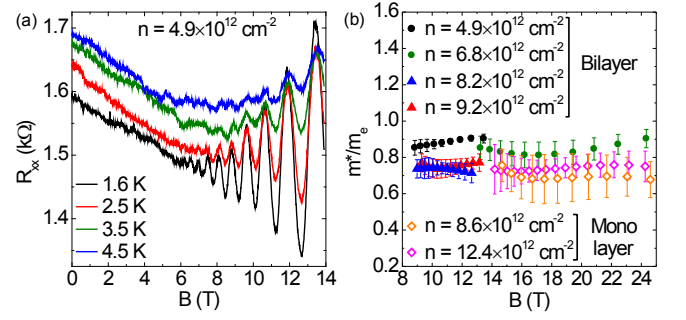 (a)
n = 4.9×10¹² cm⁻²
1.7
1.6
1.5
1.4
Rxx (kΩ)
1.6 K
2.5 K
3.5 K
4.5 K
0 2 4 6 8 10 12 14
B (T)
(b)
n = 4.9×10¹² cm⁻²
n = 6.8×10¹² cm⁻²
n = 8.2×10¹² cm⁻²
n = 9.2×10¹² cm⁻²
Bilayer
1.6
1.4
1.2
1.0
0.8
0.6
0.4
0.2
m*/mₑ
n = 8.6×10¹² cm⁻²
n = 12.4×10¹² cm⁻²
Mono
layer
8 10 12 14 16 18 20 22 24
B (T)